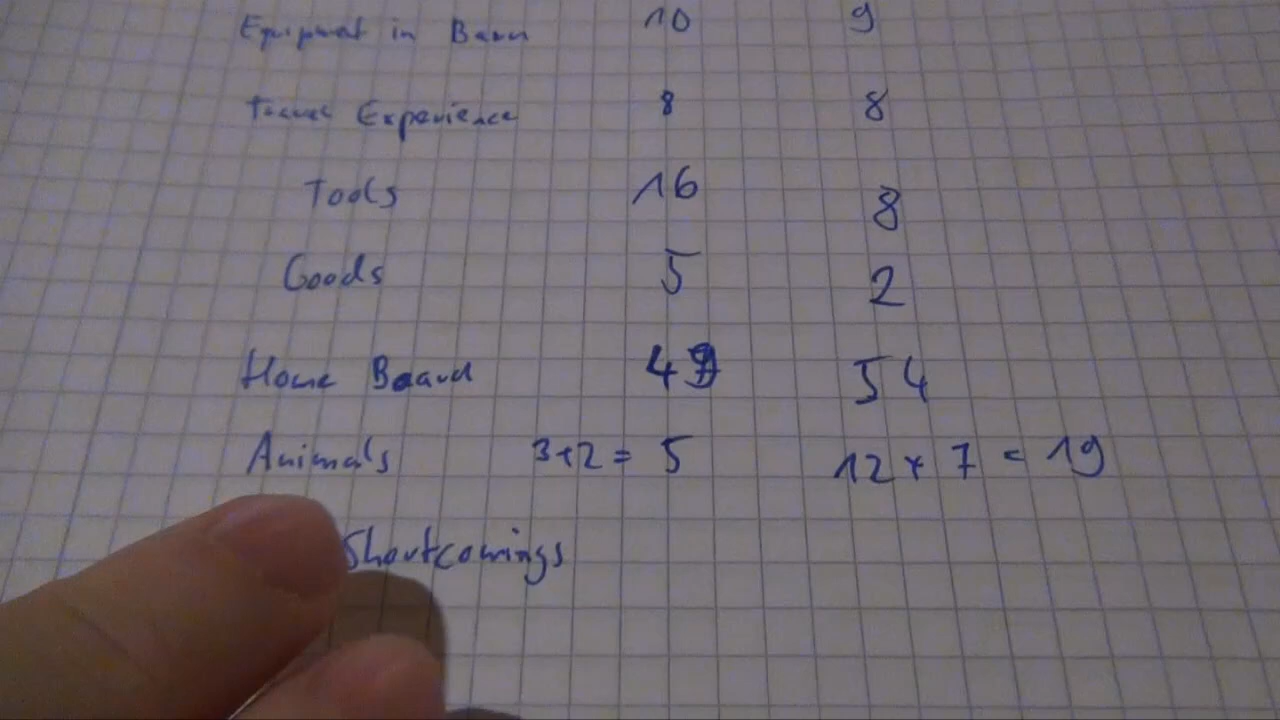 Equipment in Barn 10 9
Travel Experience 8 8
Tools 16 8
Goods 5 2
Home Board 54
Animals 3+2 = 5 12 + 7 = 19
Shortcomings